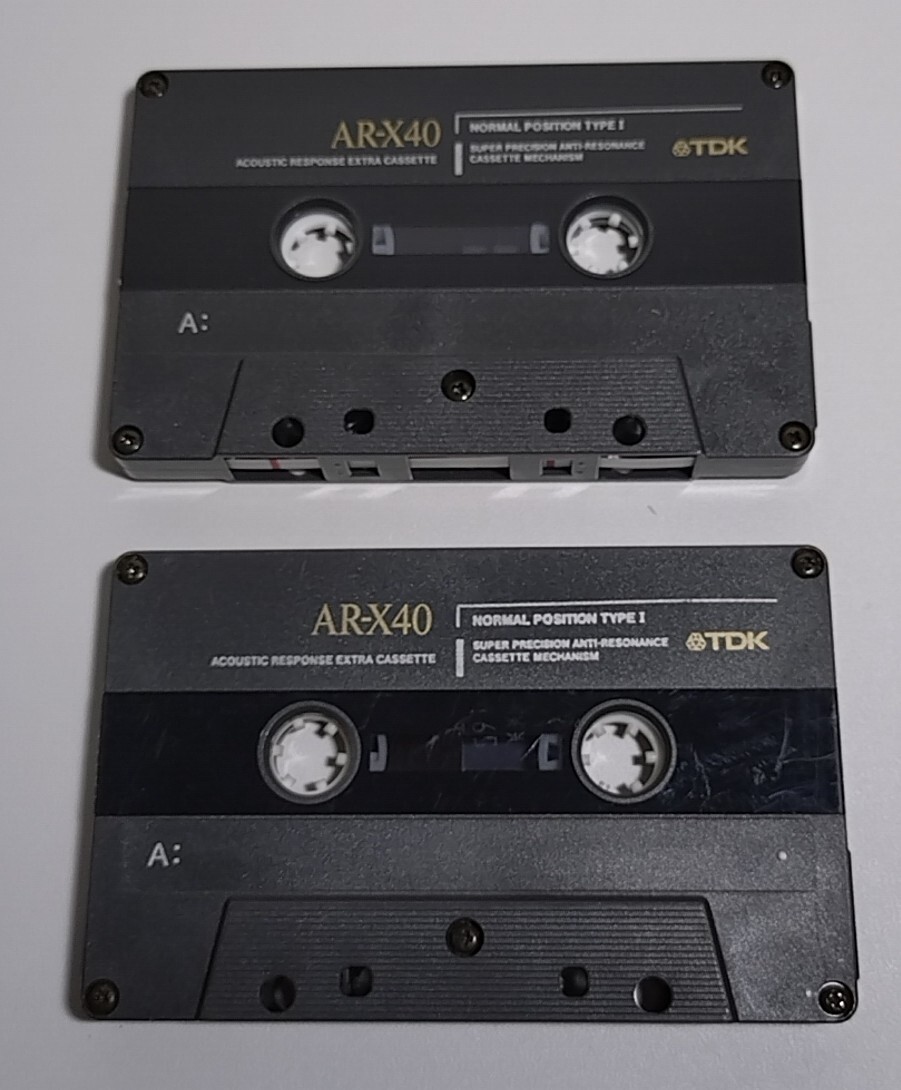 AR-X40
ACOUSTIC RESPONSE EXTRA CASSETTE
NORMAL POSITION TYPE I
SUPER PRECISION ANTI-RESONANCE
CASSETTE MECHANISM
TDK
A:
AR-X40
ACOUSTIC RESPONSE EXTRA CASSETTE
NORMAL POSITION TYPE I
SUPER PRECISION ANTI-RESONANCE
CASSETTE MECHANISM
TDK
A: